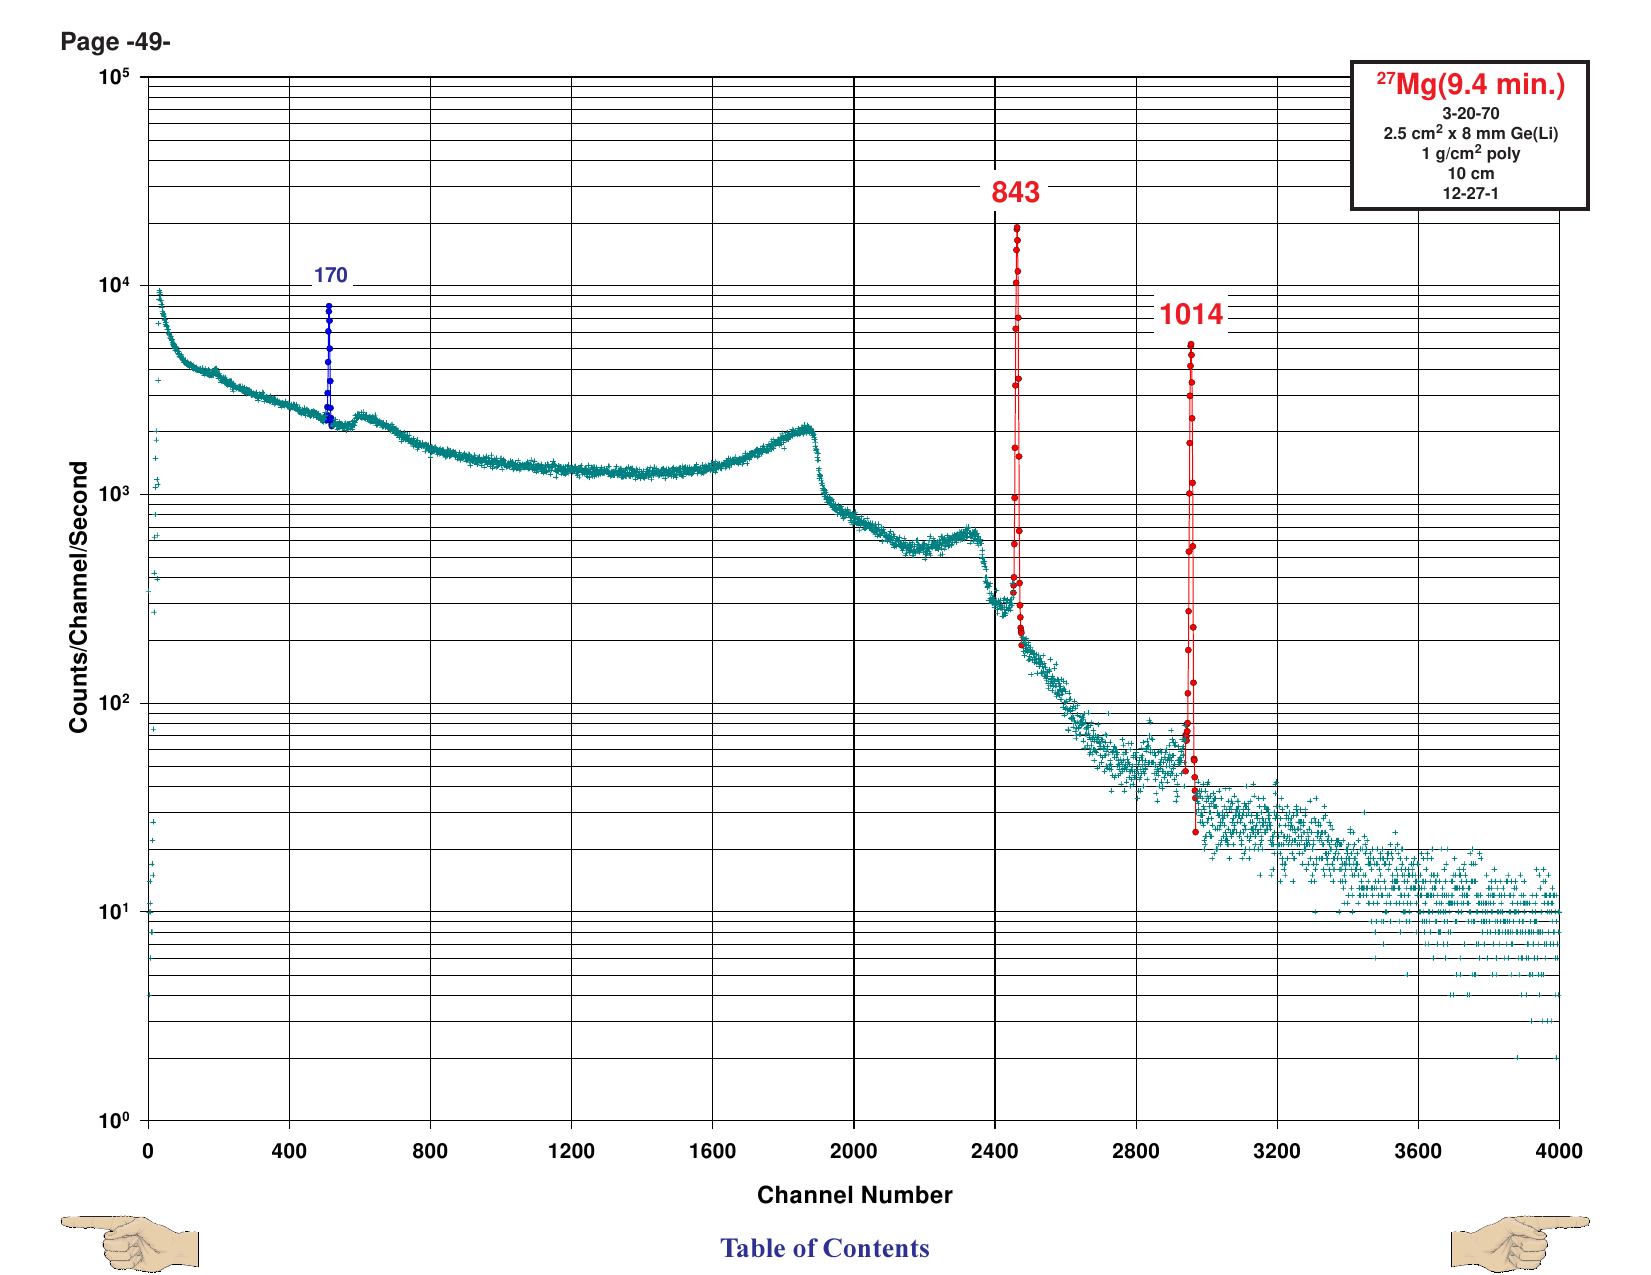 Page -49-
27Mg(9.4 min.)
3-20-70
2.5 cm2 x 8 mm Ge(Li)
1 g/cm2 poly
10 cm
12-27-1
843
170
1014
105
104
103
102
101
100
Counts/Channel/Second
0 400 800 1200 1600 2000 2400 2800 3200 3600 4000
Channel Number
Table of Contents